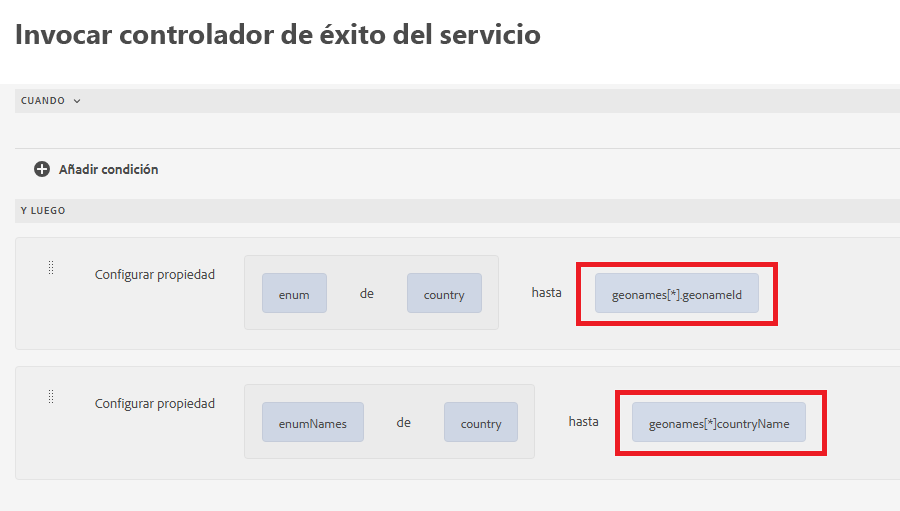 Invocar controlador de éxito del servicio
CUANDO
Añadir condición
Y LUEGO
Configurar propiedad enum de country hasta geonames[*].geonameId
Configurar propiedad enumNames de country hasta geonames[*]countryName